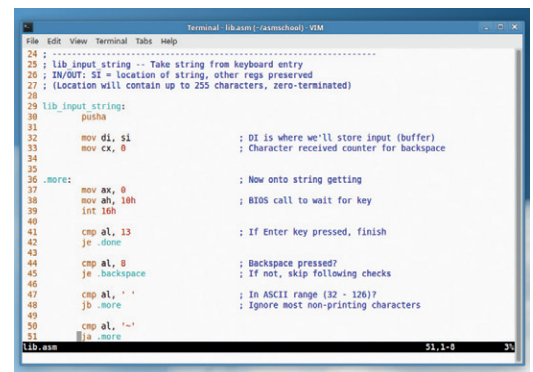 Terminal - lib.asm (~/asmschool) - VIM
File Edit View Terminal Tabs Help
24 ; ------------------------------------------------------------------
25 ; lib_input_string -- Take string from keyboard entry
26 ; IN/OUT: SI = location of string, other regs preserved
27 ; (Location will contain up to 255 characters, zero-terminated)
28
29 lib_input_string:
30 pusha
31
32 mov di, si ; DI is where we'll store input (buffer)
33 mov cx, 0 ; Character received counter for backspace
34
35
36 .more: ; Now onto string getting
37 mov ax, 0
38 mov ah, 10h ; BIOS call to wait for key
39 int 16h
40
41 cmp al, 13 ; If Enter key pressed, finish
42 je .done
43
44 cmp al, 8 ; Backspace pressed?
45 je .backspace ; If not, skip following checks
46
47 cmp al, ' ' ; In ASCII range (32 - 126)?
48 jb .more ; Ignore most non-printing characters
49
50 cmp al, '~'
51 ja .more
lib.asm 51,1-8 3%